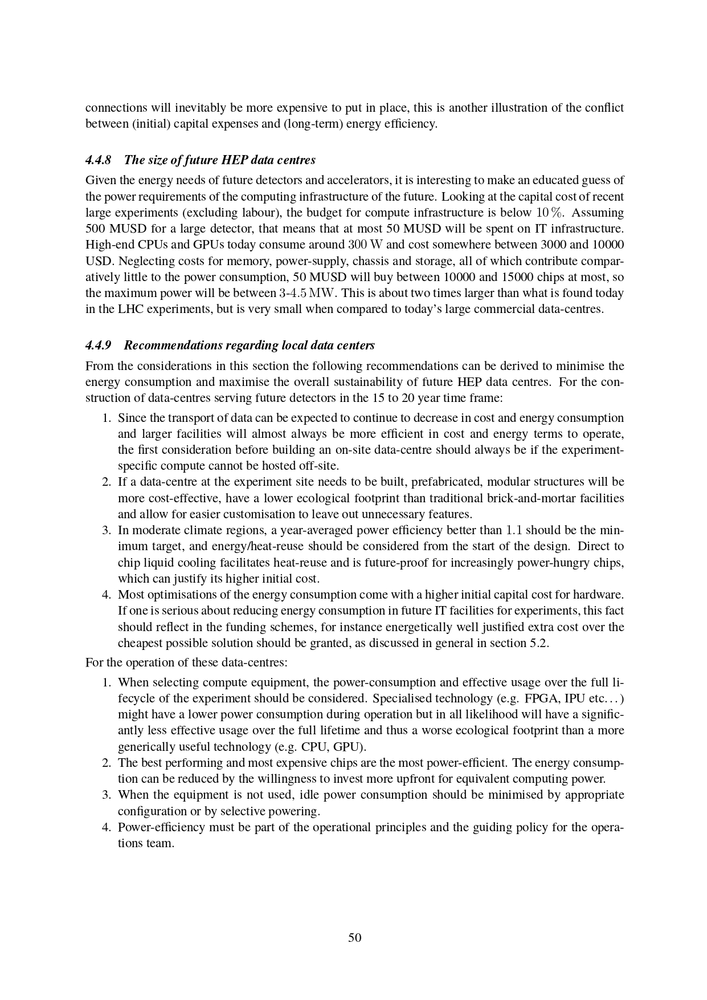 connections will inevitably be more expensive to put in place, this is another illustration of the conflict
between (initial) capital expenses and (long-term) energy efficiency.
4.4.8 The size of future HEP data centres
Given the energy needs of future detectors and accelerators, it is interesting to make an educated guess of
the power requirements of the computing infrastructure of the future. Looking at the capital cost of recent
large experiments (excluding labour), the budget for compute infrastructure is below 10 %. Assuming
500 MUSD for a large detector, that means that at most 50 MUSD will be spent on IT infrastructure.
High-end CPUs and GPUs today consume around 300 W and cost somewhere between 3000 and 10000
USD. Neglecting costs for memory, power-supply, chassis and storage, all of which contribute compar-
atively little to the power consumption, 50 MUSD will buy between 10000 and 15000 chips at most, so
the maximum power will be between 3-4.5 MW. This is about two times larger than what is found today
in the LHC experiments, but is very small when compared to today's large commercial data-centres.
4.4.9 Recommendations regarding local data centers
From the considerations in this section the following recommendations can be derived to minimise the
energy consumption and maximise the overall sustainability of future HEP data centres. For the con-
struction of data-centres serving future detectors in the 15 to 20 year time frame:
1. Since the transport of data can be expected to continue to decrease in cost and energy consumption
and larger facilities will almost always be more efficient in cost and energy terms to operate,
the first consideration before building an on-site data-centre should always be if the experiment-
specific compute cannot be hosted off-site.
2. If a data-centre at the experiment site needs to be built, prefabricated, modular structures will be
more cost-effective, have a lower ecological footprint than traditional brick-and-mortar facilities
and allow for easier customisation to leave out unnecessary features.
3. In moderate climate regions, a year-averaged power efficiency better than 1.1 should be the min-
imum target, and energy/heat-reuse should be considered from the start of the design. Direct to
chip liquid cooling facilitates heat-reuse and is future-proof for increasingly power-hungry chips,
which can justify its higher initial cost.
4. Most optimisations of the energy consumption come with a higher initial capital cost for hardware.
If one is serious about reducing energy consumption in future IT facilities for experiments, this fact
should reflect in the funding schemes, for instance energetically well justified extra cost over the
cheapest possible solution should be granted, as discussed in general in section 5.2.
For the operation of these data-centres:
1. When selecting compute equipment, the power-consumption and effective usage over the full li-
fecycle of the experiment should be considered. Specialised technology (e.g. FPGA, IPU etc...)
might have a lower power consumption during operation but in all likelihood will have a signific-
antly less effective usage over the full lifetime and thus a worse ecological footprint than a more
generically useful technology (e.g. CPU, GPU).
2. The best performing and most expensive chips are the most power-efficient. The energy consump-
tion can be reduced by the willingness to invest more upfront for equivalent computing power.
3. When the equipment is not used, idle power consumption should be minimised by appropriate
configuration or by selective powering.
4. Power-efficiency must be part of the operational principles and the guiding policy for the opera-
tions team.
50